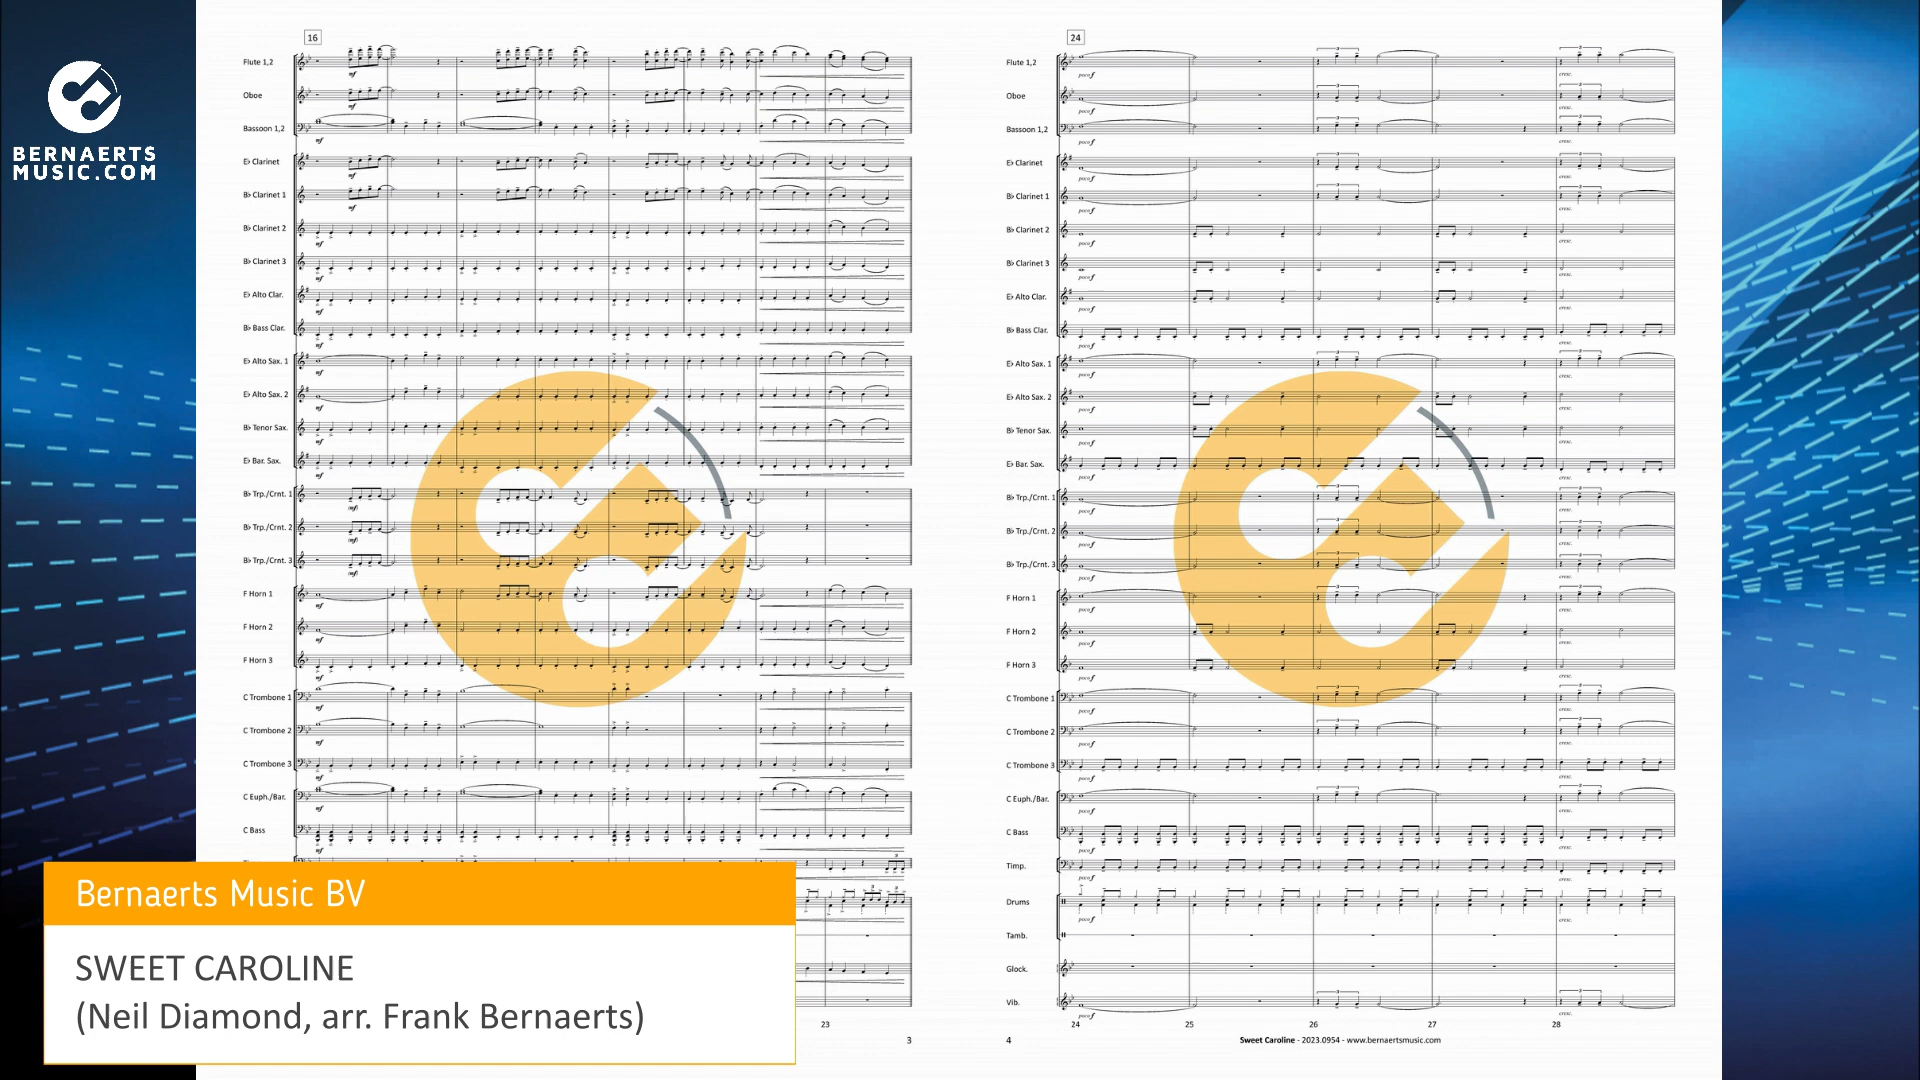 BERNAERTS
MUSIC.COM
16
Flute 1,2
Oboe
Bassoon 1,2
E♭ Clarinet
B♭ Clarinet 1
B♭ Clarinet 2
B♭ Clarinet 3
E♭ Alto Clar.
B♭ Bass Clar.
E♭ Alto Sax. 1
E♭ Alto Sax. 2
B♭ Tenor Sax.
E♭ Bar. Sax.
B♭ Trp./Crnt. 1
B♭ Trp./Crnt. 2
B♭ Trp./Crnt. 3
F Horn 1
F Horn 2
F Horn 3
C Trombone 1
C Trombone 2
C Trombone 3
C Euph./Bar.
C Bass
23
3
24
Flute 1,2
Oboe
Bassoon 1,2
E♭ Clarinet
B♭ Clarinet 1
B♭ Clarinet 2
B♭ Clarinet 3
E♭ Alto Clar.
B♭ Bass Clar.
E♭ Alto Sax. 1
E♭ Alto Sax. 2
B♭ Tenor Sax.
E♭ Bar. Sax.
B♭ Trp./Crnt. 1
B♭ Trp./Crnt. 2
B♭ Trp./Crnt. 3
F Horn 1
F Horn 2
F Horn 3
C Trombone 1
C Trombone 2
C Trombone 3
C Euph./Bar.
C Bass
Timp.
Drums
Tamb.
Glock.
Vib.
24 25 26 27 28
4
Sweet Caroline - 2023.0954 - www.bernaertsmusic.com
Bernaerts Music BV
SWEET CAROLINE
(Neil Diamond, arr. Frank Bernaerts)